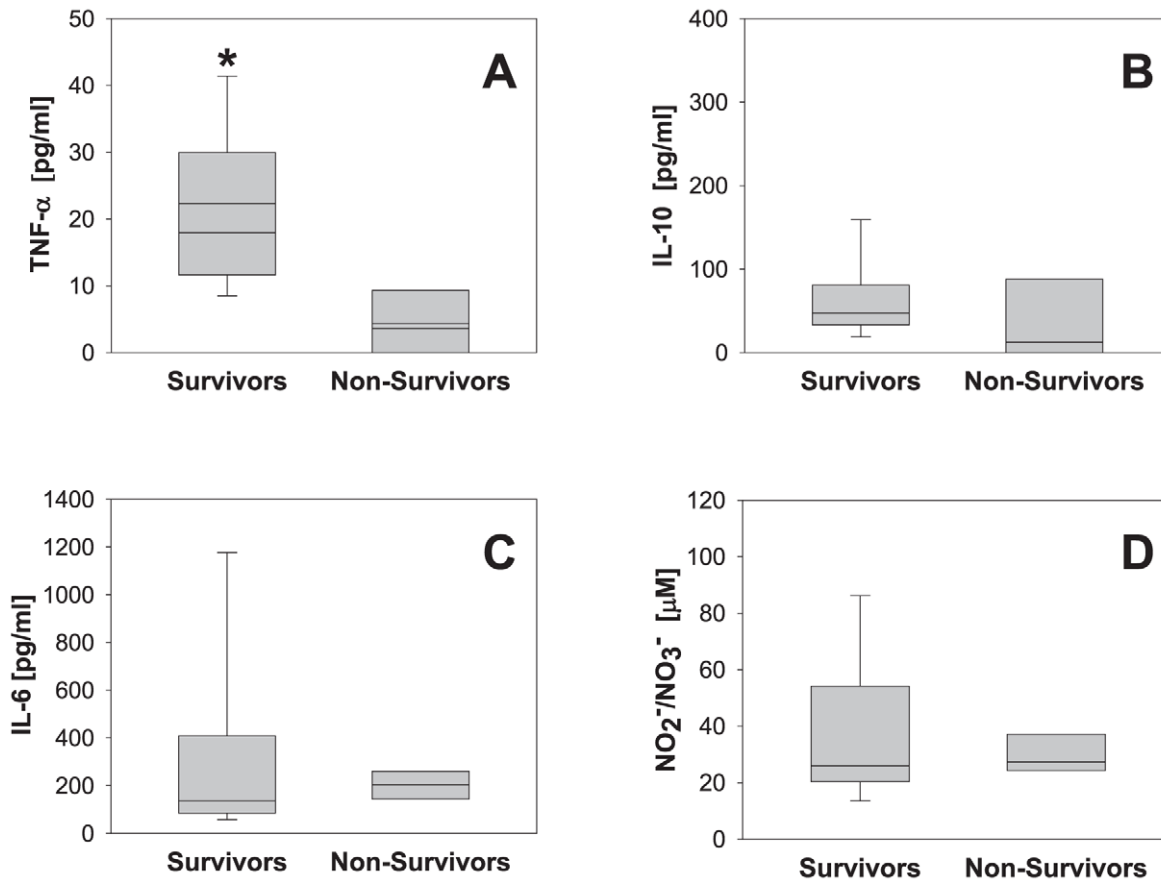 A
*
TNF-α [pg/ml]
50
40
30
20
10
0
Survivors Non-Survivors
B
IL-10 [pg/ml]
400
300
200
100
0
Survivors Non-Survivors
C
IL-6 [pg/ml]
1400
1200
1000
800
600
400
200
0
Survivors Non-Survivors
D
NO₂⁻/NO₃⁻ [µM]
120
100
80
60
40
20
0
Survivors Non-Survivors